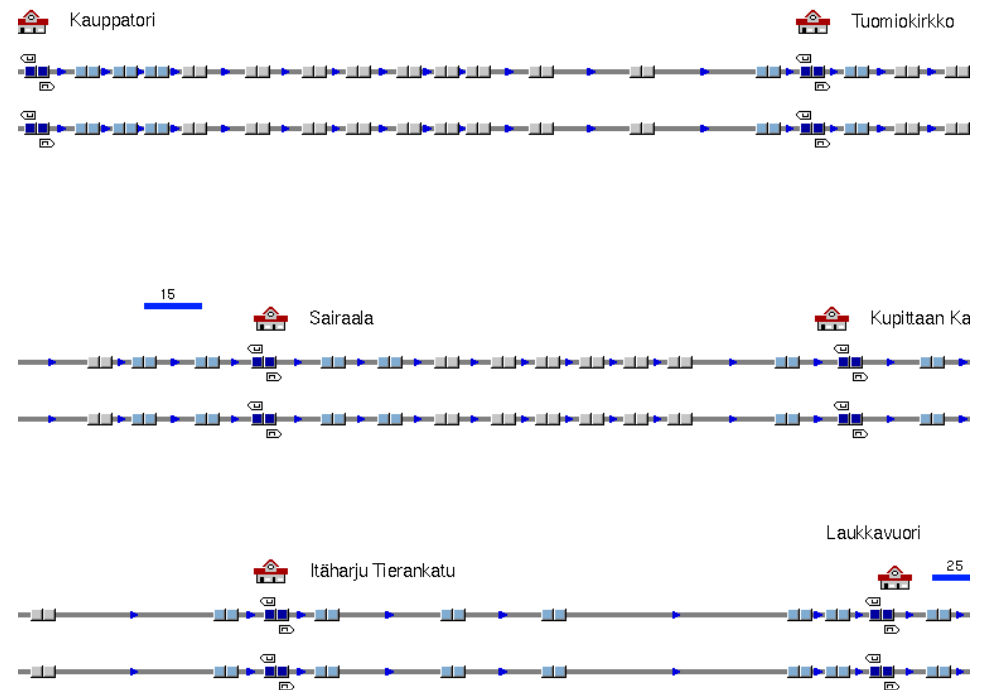 Kauppatori
Tuomiokirkko
15
Sairaala
Kupittaan Ka
Laukkavuori
Itäharju Tierankatu
25